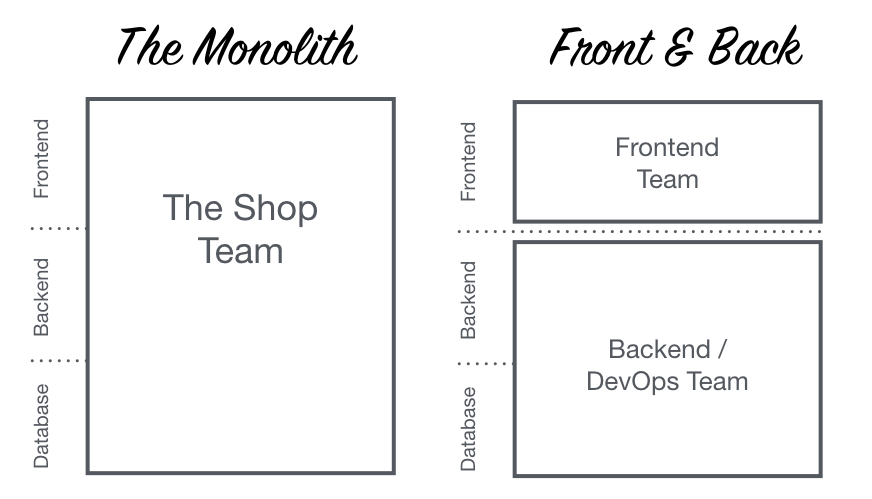 The Monolith
Frontend
Backend
Database
The Shop
Team
Front & Back
Frontend
Backend
Database
Frontend
Team
Backend /
DevOps Team